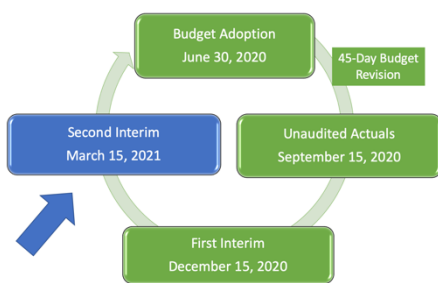 Budget Adoption
June 30, 2020
45-Day Budget
Revision
Second Interim
March 15, 2021
Unaudited Actuals
September 15, 2020
First Interim
December 15, 2020